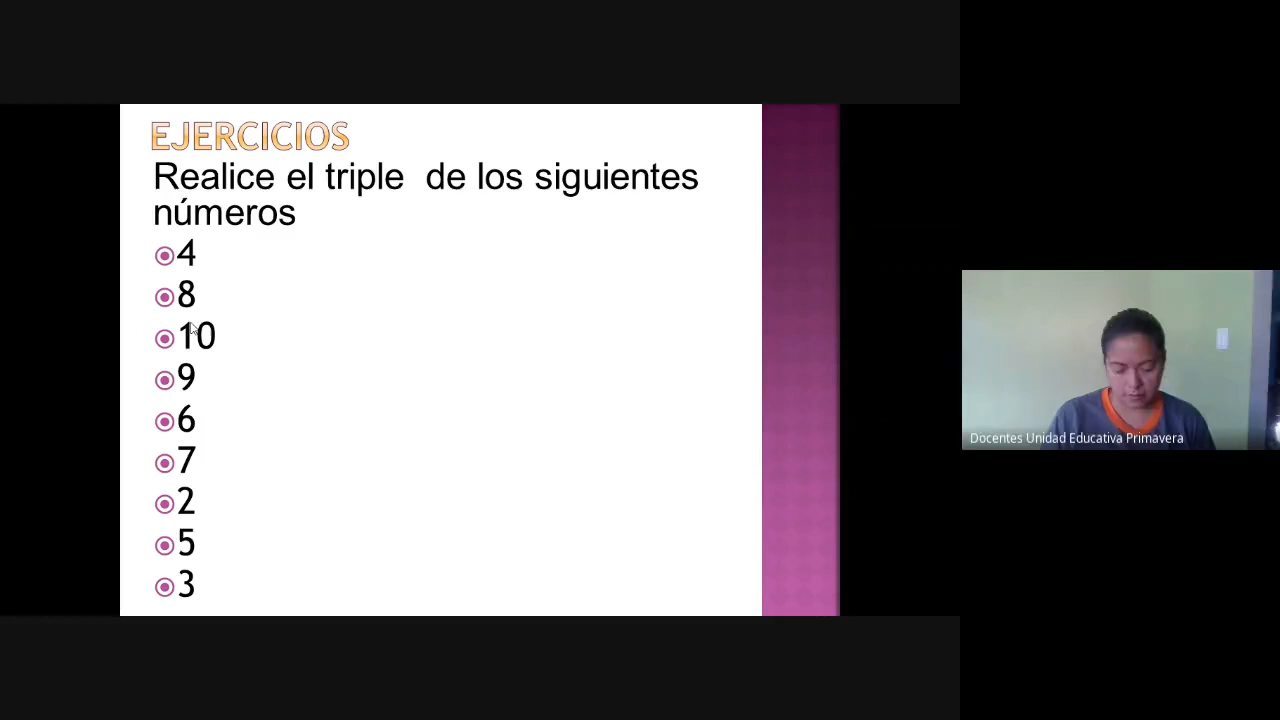 EJERCICIOS
Realice el triple de los siguientes
números
4
8
10
9
6
7
2
5
3
Docentes Unidad Educativa Primavera